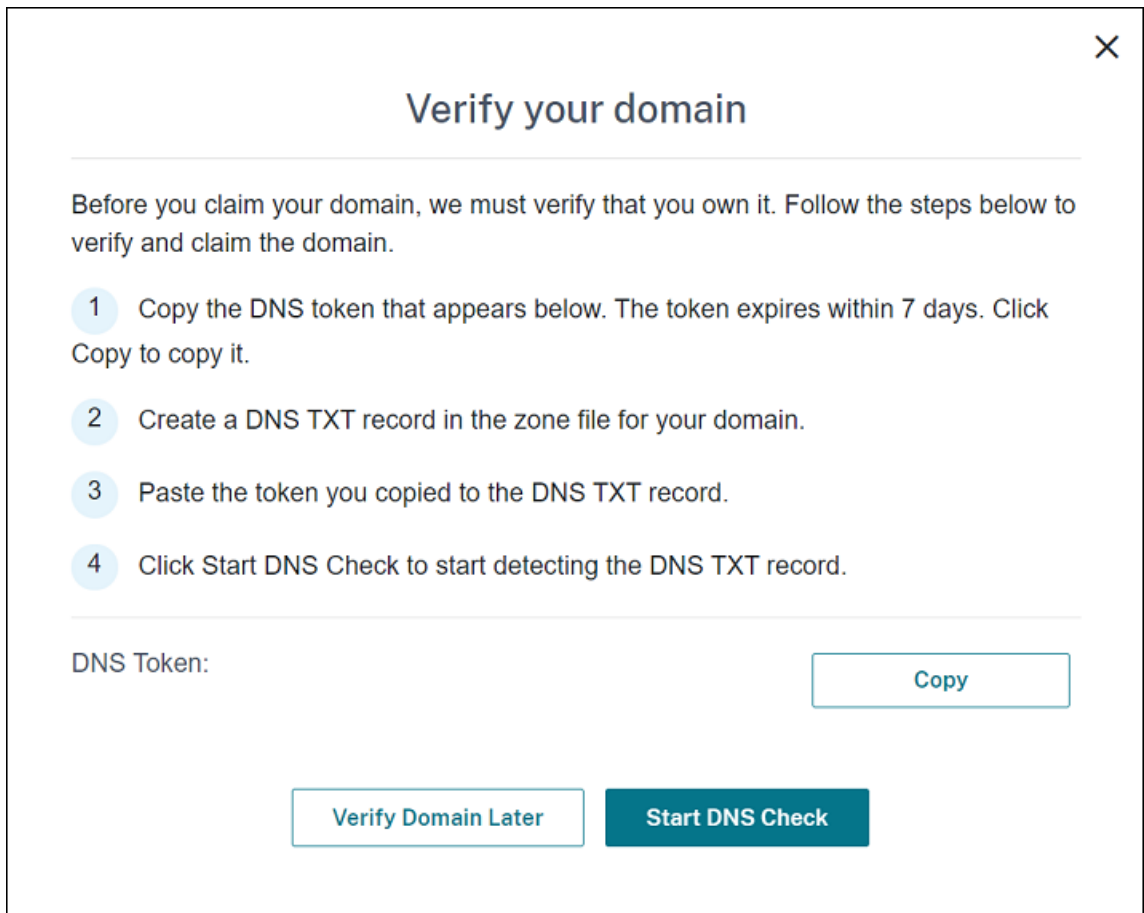 Verify your domain
Before you claim your domain, we must verify that you own it. Follow the steps below to
verify and claim the domain.
1 Copy the DNS token that appears below. The token expires within 7 days. Click
Copy to copy it.
2 Create a DNS TXT record in the zone file for your domain.
3 Paste the token you copied to the DNS TXT record.
4 Click Start DNS Check to start detecting the DNS TXT record.
DNS Token:
Copy
Verify Domain Later
Start DNS Check